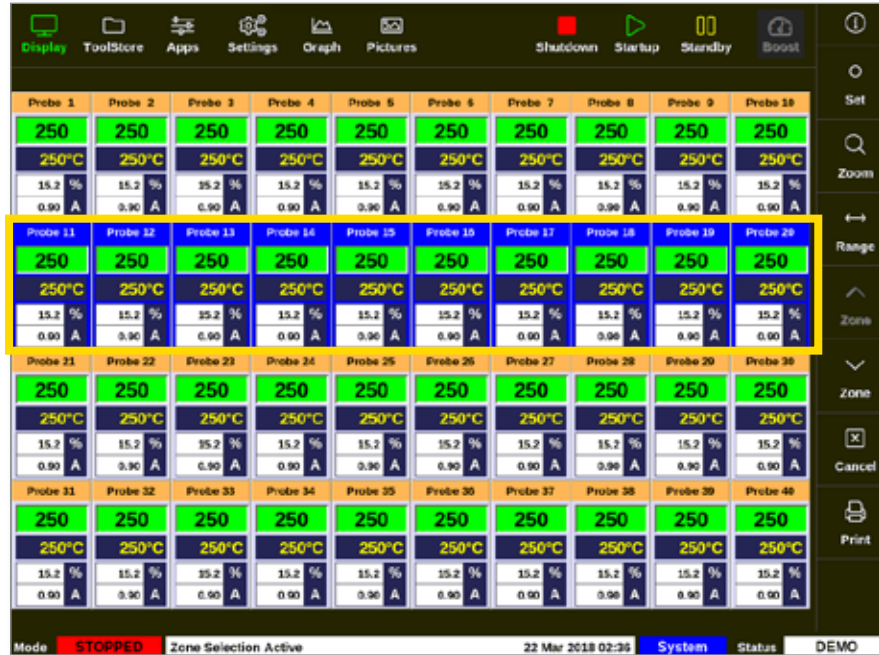 Display ToolStore Apps Settings Graph Pictures Shutdown Startup Standby Boost
Set
Zoom
Range
Zone
Zone
Cancel
Print
Probe 1 Probe 2 Probe 3 Probe 4 Probe 5 Probe 6 Probe 7 Probe 8 Probe 9 Probe 10
250 250 250 250 250 250 250 250 250 250
250°C 250°C 250°C 250°C 250°C 250°C 250°C 250°C 250°C 250°C
15.2 % 15.2 % 15.2 % 15.2 % 15.2 % 15.2 % 15.2 % 15.2 % 15.2 % 15.2 %
0.90 A 0.90 A 0.90 A 0.90 A 0.90 A 0.90 A 0.90 A 0.90 A 0.90 A 0.90 A
Probe 11 Probe 12 Probe 13 Probe 14 Probe 15 Probe 16 Probe 17 Probe 18 Probe 19 Probe 20
250 250 250 250 250 250 250 250 250 250
250°C 250°C 250°C 250°C 250°C 250°C 250°C 250°C 250°C 250°C
15.2 % 15.2 % 15.2 % 15.2 % 15.2 % 15.2 % 15.2 % 15.2 % 15.2 % 15.2 %
0.90 A 0.90 A 0.90 A 0.90 A 0.90 A 0.90 A 0.90 A 0.90 A 0.90 A 0.90 A
Probe 21 Probe 22 Probe 23 Probe 24 Probe 25 Probe 26 Probe 27 Probe 28 Probe 29 Probe 30
250 250 250 250 250 250 250 250 250 250
250°C 250°C 250°C 250°C 250°C 250°C 250°C 250°C 250°C 250°C
15.2 % 15.2 % 15.2 % 15.2 % 15.2 % 15.2 % 15.2 % 15.2 % 15.2 % 15.2 %
0.90 A 0.90 A 0.90 A 0.90 A 0.90 A 0.90 A 0.90 A 0.90 A 0.90 A 0.90 A
Probe 31 Probe 32 Probe 33 Probe 34 Probe 35 Probe 36 Probe 37 Probe 38 Probe 39 Probe 40
250 250 250 250 250 250 250 250 250 250
250°C 250°C 250°C 250°C 250°C 250°C 250°C 250°C 250°C 250°C
15.2 % 15.2 % 15.2 % 15.2 % 15.2 % 15.2 % 15.2 % 15.2 % 15.2 % 15.2 %
0.90 A 0.90 A 0.90 A 0.90 A 0.90 A 0.90 A 0.90 A 0.90 A 0.90 A 0.90 A
Mode STOPPED Zone Selection Active 22 Mar 2018 02:36 System Status DEMO